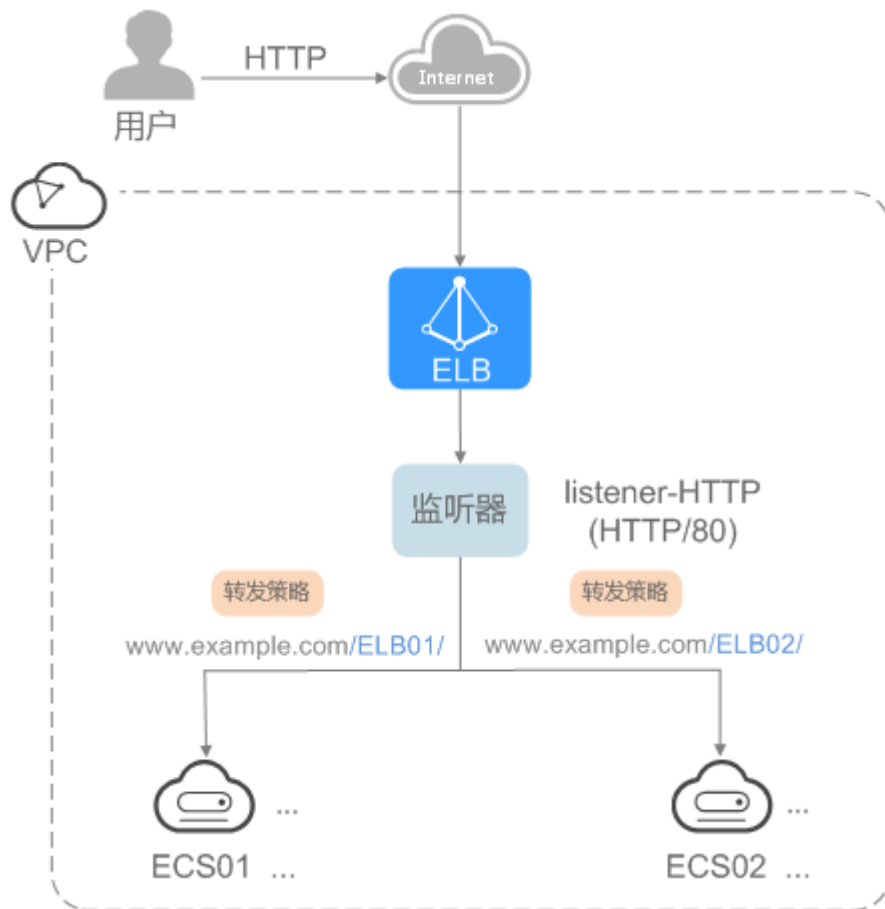 HTTP
Internet
用户
VPC
ELB
监听器
listener-HTTP
(HTTP/80)
转发策略
转发策略
www.example.com/ELB01/
www.example.com/ELB02/
...
...
ECS01 ...
ECS02 ...